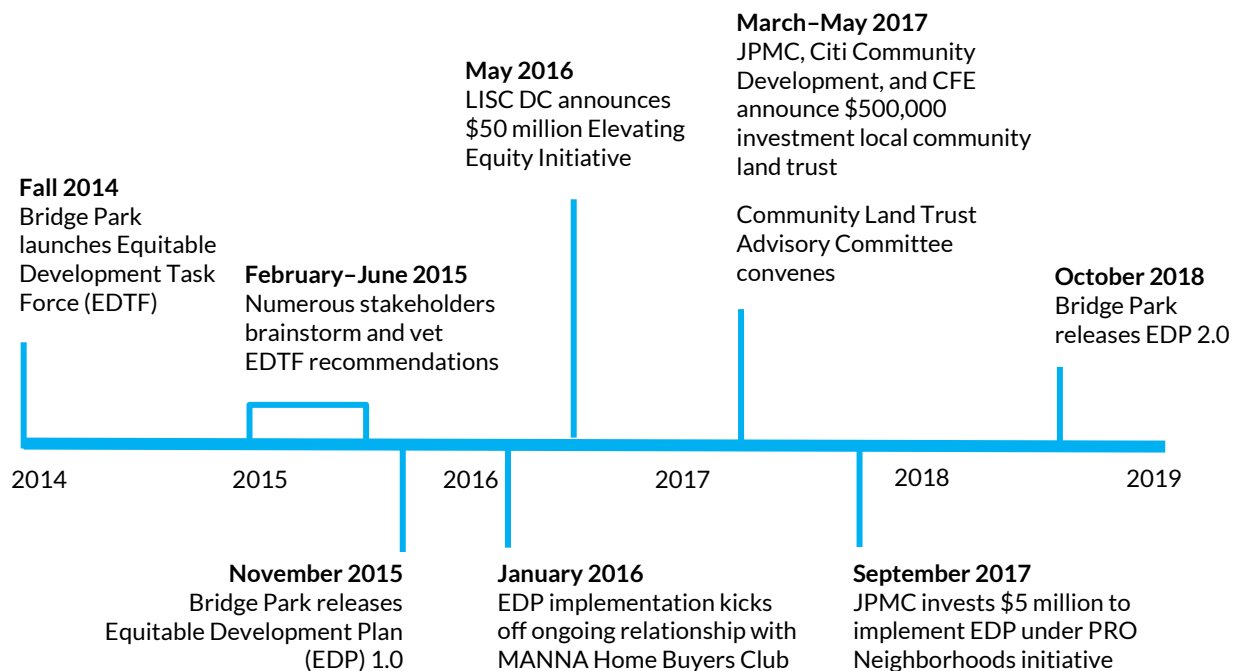 Fall 2014
Bridge Park
launches Equitable
Development Task
Force (EDTF)
February–June 2015
Numerous stakeholders
brainstorm and vet
EDTF recommendations
May 2016
LISC DC announces
$50 million Elevating
Equity Initiative
March–May 2017
JPMC, Citi Community
Development, and CFE
announce $500,000
investment local community
land trust
Community Land Trust
Advisory Committee
convenes
October 2018
Bridge Park
releases EDP 2.0
2014
2015
2016
2017
2018
2019
November 2015
Bridge Park releases
Equitable Development Plan
(EDP) 1.0
January 2016
EDP implementation kicks
off ongoing relationship with
MANNA Home Buyers Club
September 2017
JPMC invests $5 million to
implement EDP under PRO
Neighborhoods initiative